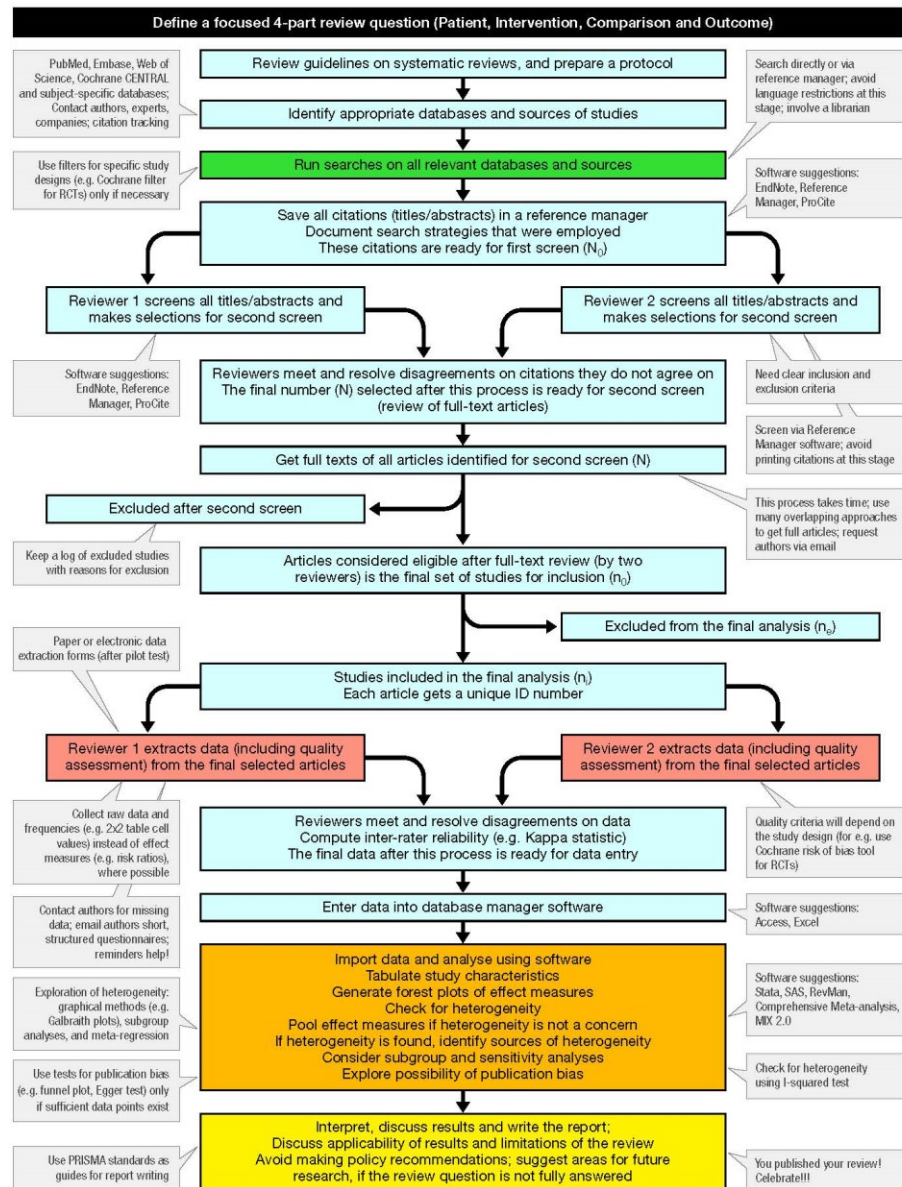 Define a focused 4-part review question (Patient, Intervention, Comparison and Outcome)
PubMed, Embase, Web of
Science, Cochrane CENTRAL
and subject-specific databases;
Contact authors, experts,
companies; citation tracking
Review guidelines on systematic reviews, and prepare a protocol
Search directly or via
reference manager; avoid
language restrictions at this
stage; involve a librarian
Identify appropriate databases and sources of studies
Use filters for specific study
designs (e.g. Cochrane filter
for RCTs) only if necessary
Run searches on all relevant databases and sources
Software suggestions:
EndNote, Reference
Manager, ProCite
Save all citations (titles/abstracts) in a reference manager
Document search strategies that were employed
These citations are ready for first screen (N₀)
Reviewer 1 screens all titles/abstracts and
makes selections for second screen
Reviewer 2 screens all titles/abstracts and
makes selections for second screen
Software suggestions:
EndNote, Reference
Manager, ProCite
Reviewers meet and resolve disagreements on citations they do not agree on
The final number (N) selected after this process is ready for second screen
(review of full-text articles)
Need clear inclusion and
exclusion criteria
Screen via Reference
Manager software; avoid
printing citations at this stage
Get full texts of all articles identified for second screen (N)
This process takes time; use
many overlapping approaches
to get full articles; request
authors via email
Excluded after second screen
Keep a log of excluded studies
with reasons for exclusion
Articles considered eligible after full-text review (by two
reviewers) is the final set of studies for inclusion (n₀)
Excluded from the final analysis (nₑ)
Paper or electronic data
extraction forms (after pilot test)
Studies included in the final analysis (nᵢ)
Each article gets a unique ID number
Reviewer 1 extracts data (including quality
assessment) from the final selected articles
Reviewer 2 extracts data (including quality
assessment) from the final selected articles
Collect raw data and
frequencies (e.g. 2x2 table cell
values) instead of effect
measures (e.g. risk ratios),
where possible
Reviewers meet and resolve disagreements on data
Compute inter-rater reliability (e.g. Kappa statistic)
The final data after this process is ready for data entry
Quality criteria will depend on
the study design (for e.g. use
Cochrane risk of bias tool
for RCTs)
Contact authors for missing
data; email authors short,
structured questionnaires;
reminders help!
Enter data into database manager software
Software suggestions:
Access, Excel
Exploration of heterogeneity:
graphical methods (e.g.
Galbraith plots), subgroup
analyses, and meta-regression
Import data and analyse using software
Tabulate study characteristics
Generate forest plots of effect measures
Check for heterogeneity
Pool effect measures if heterogeneity is not a concern
If heterogeneity is found, identify sources of heterogeneity
Consider subgroup and sensitivity analyses
Explore possibility of publication bias
Software suggestions:
Stata, SAS, RevMan,
Comprehensive Meta-analysis,
MIX 2.0
Use tests for publication bias
(e.g. funnel plot, Egger test) only
if sufficient data points exist
Check for heterogeneity
using I-squared test
Interpret, discuss results and write the report;
Discuss applicability of results and limitations of the review
Avoid making policy recommendations; suggest areas for future
research, if the review question is not fully answered
Use PRISMA standards as
guides for report writing
You published your review!
Celebrate!!!